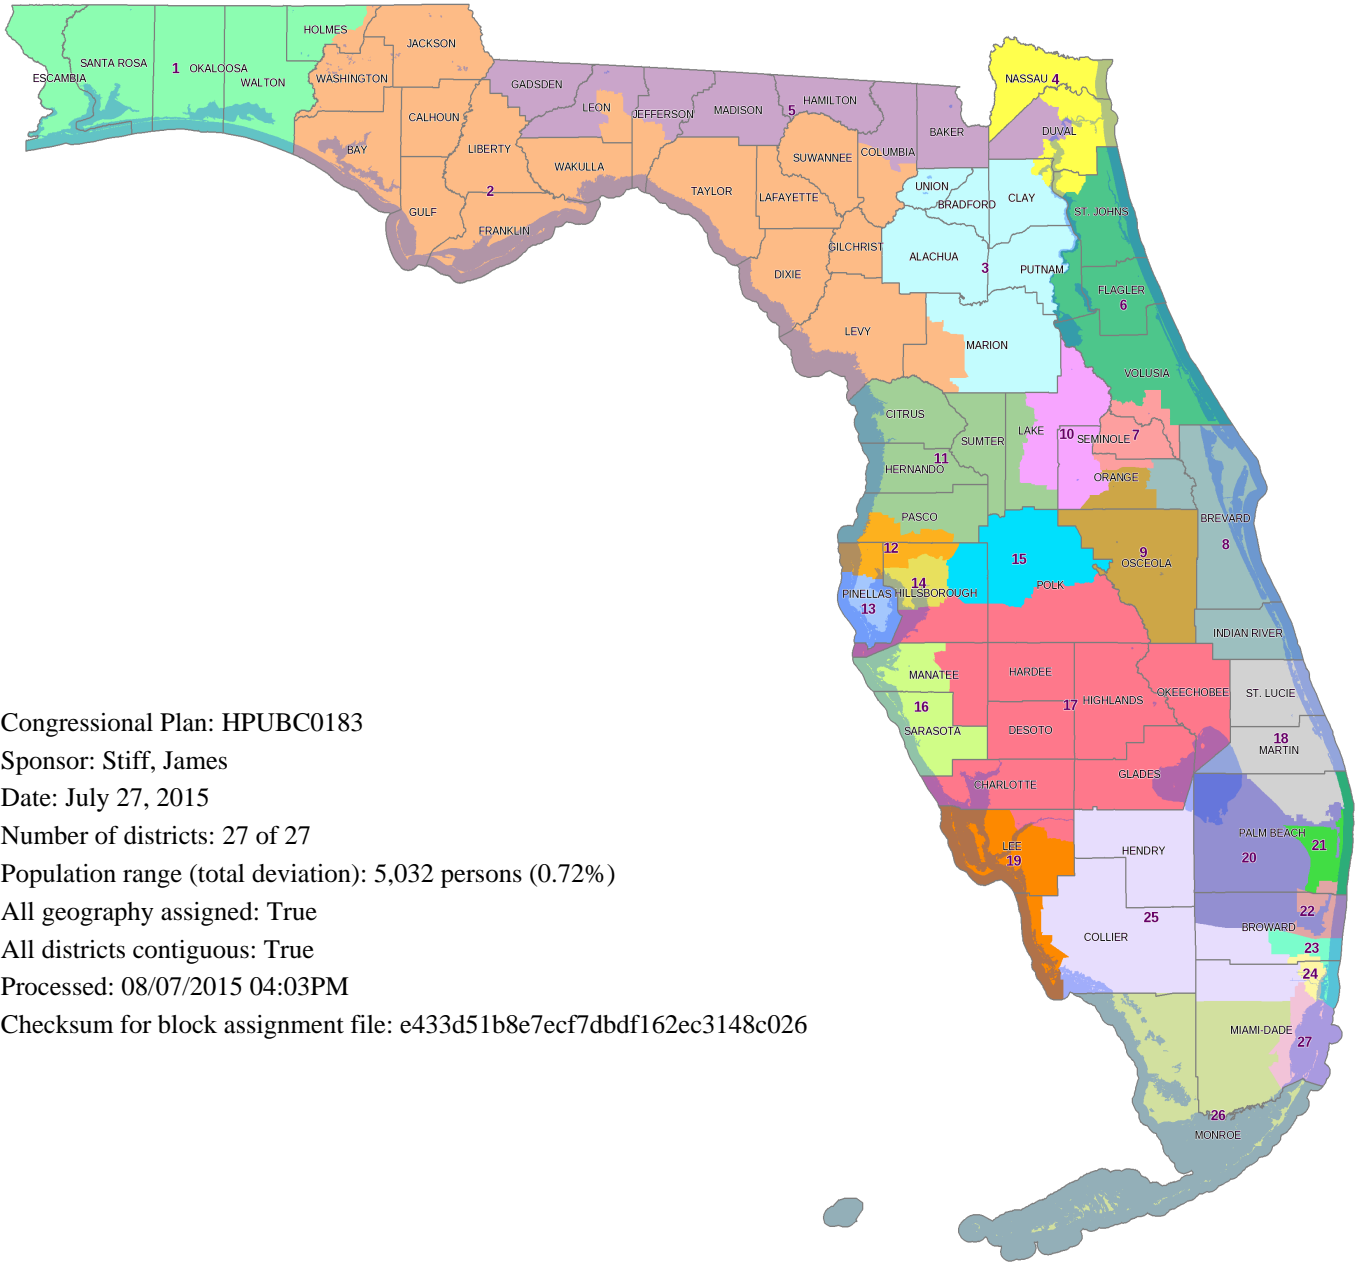 HOLMES
JACKSON
SANTA ROSA
1
OKALOOSA
ESCAMBIA
WALTON
WASHINGTON
GADSDEN
LEON
JEFFERSON
MADISON
5
HAMILTON
BAKER
NASSAU
4
DUVAL
CALHOUN
BAY
LIBERTY
WAKULLA
SUWANNEE
COLUMBIA
TAYLOR
LAFAYETTE
UNION
BRADFORD
CLAY
2
GULF
FRANKLIN
ST. JOHNS
GILCHRIST
ALACHUA
DIXIE
3
PUTNAM
FLAGLER
6
LEVY
MARION
VOLUSIA
CITRUS
SUMTER
LAKE
10
SEMINOLE
7
11
HERNANDO
ORANGE
PASCO
BREVARD
12
15
9
OSCEOLA
8
14
POLK
PINELLAS
HILLSBOROUGH
13
INDIAN RIVER
MANATEE
HARDEE
16
17
HIGHLANDS
OKEECHOBEE
ST. LUCIE
SARASOTA
DESOTO
18
MARTIN
CHARLOTTE
GLADES
LEE
19
HENDRY
PALM BEACH
21
20
25
COLLIER
22
BROWARD
23
24
MIAMI-DADE
27
26
MONROE
Congressional Plan: HPUBC0183
Sponsor: Stiff, James
Date: July 27, 2015
Number of districts: 27 of 27
Population range (total deviation): 5,032 persons (0.72%)
All geography assigned: True
All districts contiguous: True
Processed: 08/07/2015 04:03PM
Checksum for block assignment file: e433d51b8e7ecf7dbdf162ec3148c026